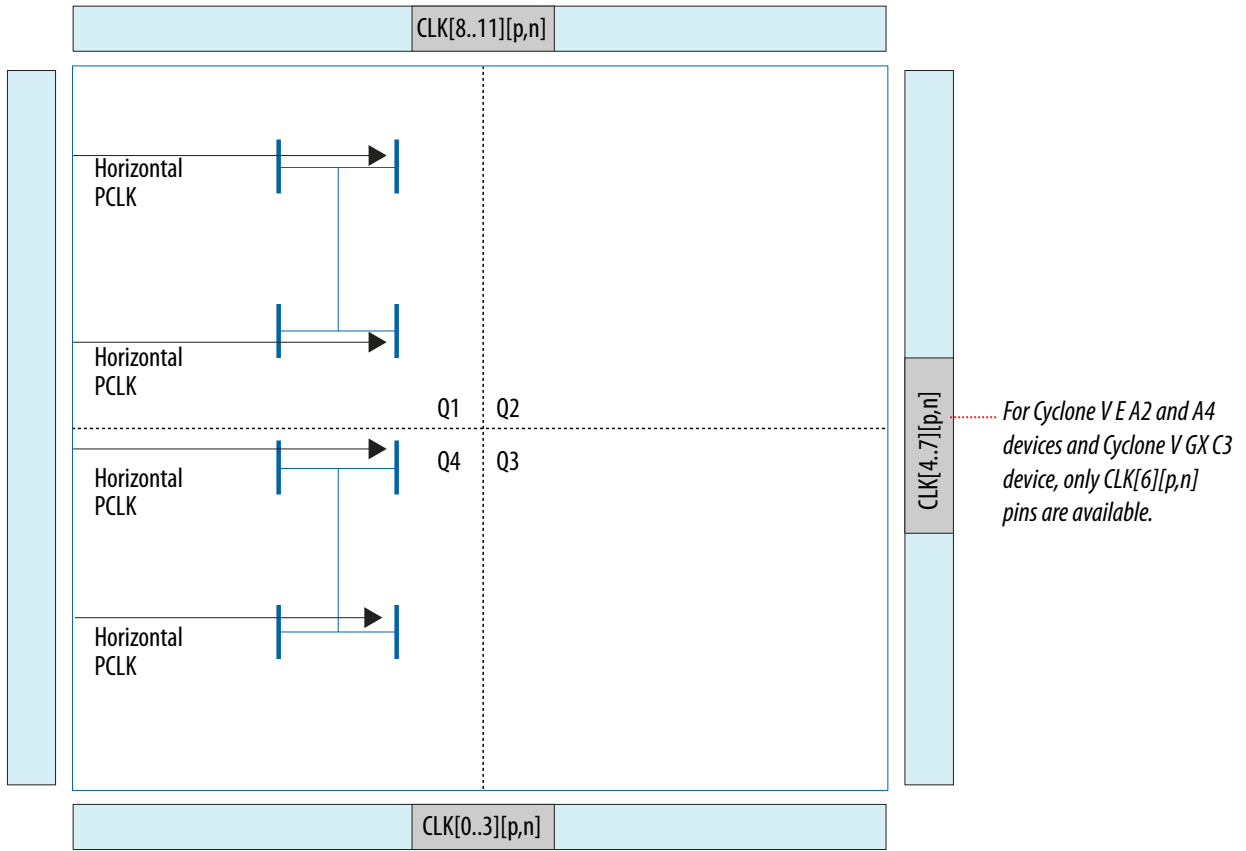 CLK[8..11][p,n]
Horizontal
PCLK
Horizontal
PCLK
Q1
Q2
Q4
Q3
Horizontal
PCLK
Horizontal
PCLK
CLK[4..7][p,n]
For Cyclone V E A2 and A4
devices and Cyclone V GX C3
device, only CLK[6][p,n]
pins are available.
CLK[0..3][p,n]